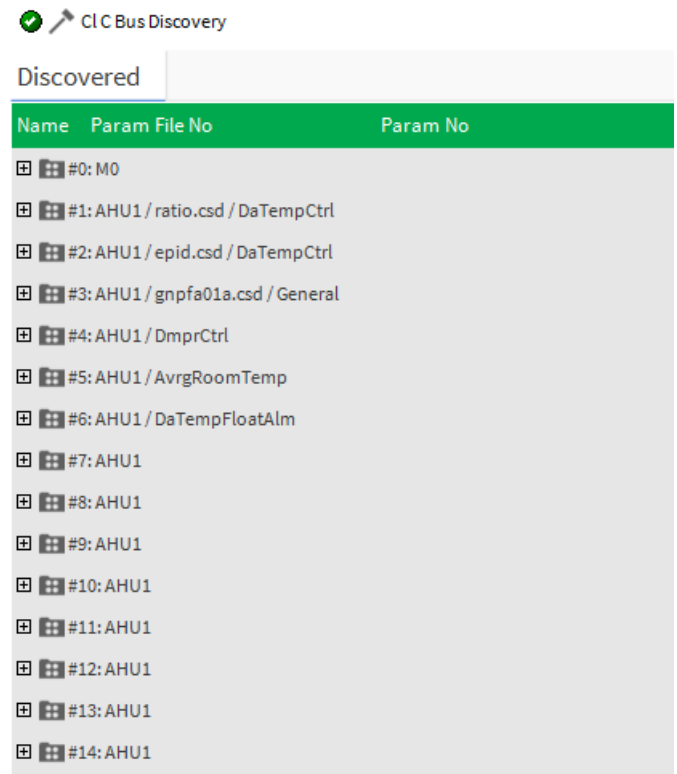 Cl C Bus Discovery
Discovered
Name Param File No Param No
#0: M0
#1: AHU1 / ratio.csd / DaTempCtrl
#2: AHU1 / epid.csd / DaTempCtrl
#3: AHU1 / gnpfa01a.csd / General
#4: AHU1 / DmprCtrl
#5: AHU1 / AvrgRoomTemp
#6: AHU1 / DaTempFloatAlm
#7: AHU1
#8: AHU1
#9: AHU1
#10: AHU1
#11: AHU1
#12: AHU1
#13: AHU1
#14: AHU1